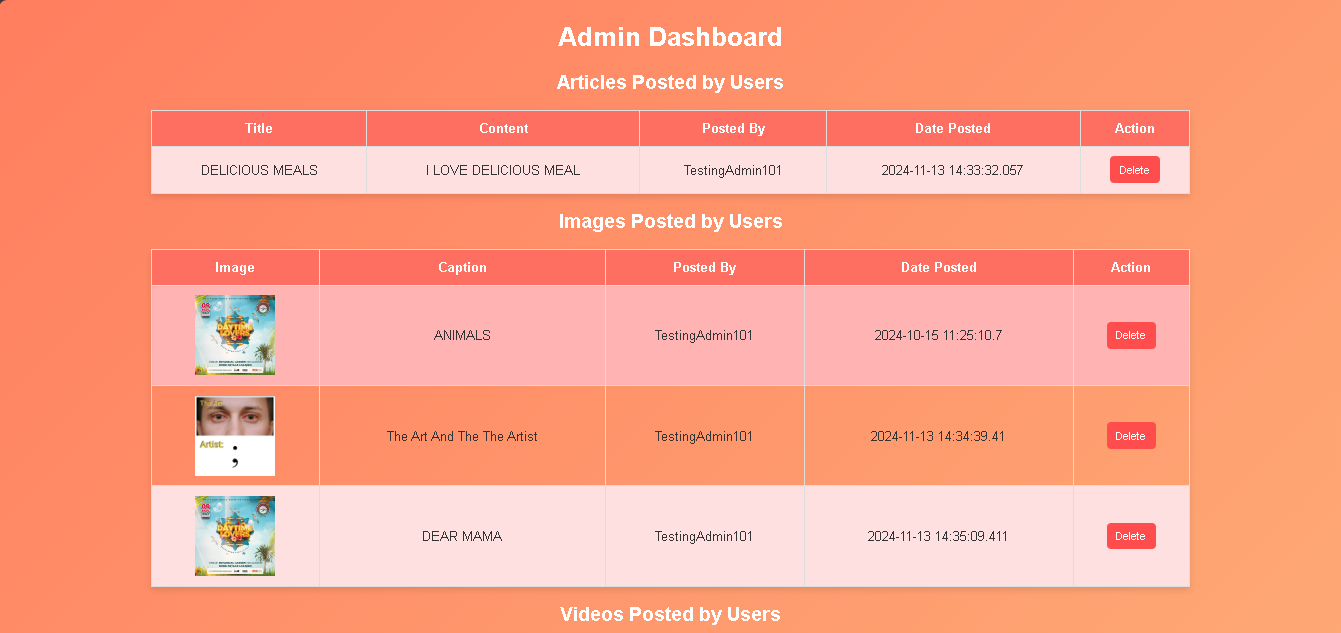 Admin Dashboard
Articles Posted by Users
Title Content Posted By Date Posted Action
DELICIOUS MEALS I LOVE DELICIOUS MEAL TestingAdmin101 2024-11-13 14:33:32.057 Delete
Images Posted by Users
Image Caption Posted By Date Posted Action
DAYTIME LOVERS
ANIMALS TestingAdmin101 2024-10-15 11:25:10.7 Delete
Artist:
;
The Art And The The Artist TestingAdmin101 2024-11-13 14:34:39.41 Delete
DAYTIME LOVERS
DEAR MAMA TestingAdmin101 2024-11-13 14:35:09.411 Delete
Videos Posted by Users